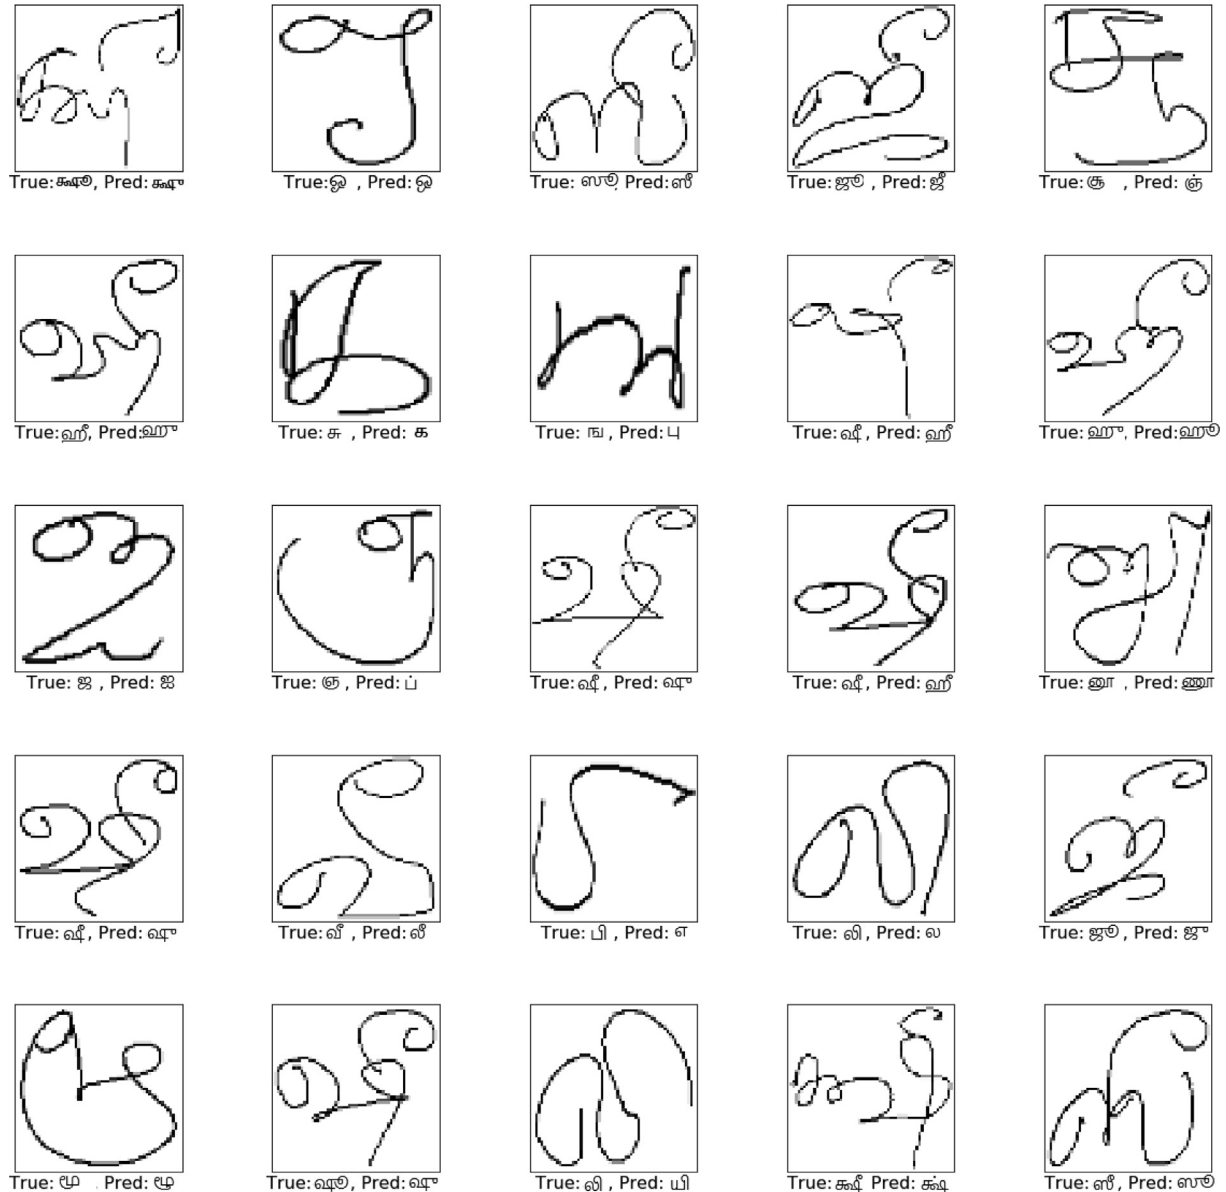 True: க்ஷூ, Pred: க்ஷு True: ஓ , Pred: ஒ True: ஸூ Pred: ஸீ True: ஜூ , Pred: ஜீ True: சூ , Pred: ஞ்
True: ஹீ, Pred: ஹு True: சு , Pred: க True: ங , Pred: பு True: ஷீ , Pred: ஹீ True: ஹு, Pred: ஹூ
True: ஜ , Pred: ஐ True: ஞ , Pred: ப் True: ஷீ , Pred: ஷு True: ஷீ , Pred: ஹீ True: னூ , Pred: ணூ
True: ஷீ , Pred: ஷு True: வீ , Pred: லீ True: பி , Pred: எ True: லி , Pred: ல True: ஜூ , Pred: ஜு
True: மூ Pred: ழூ True: ஷூ , Pred: ஷு True: லி , Pred: யி True: க்ஷீ Pred: க்ஷ் True: ஸீ , Pred: ஸூ